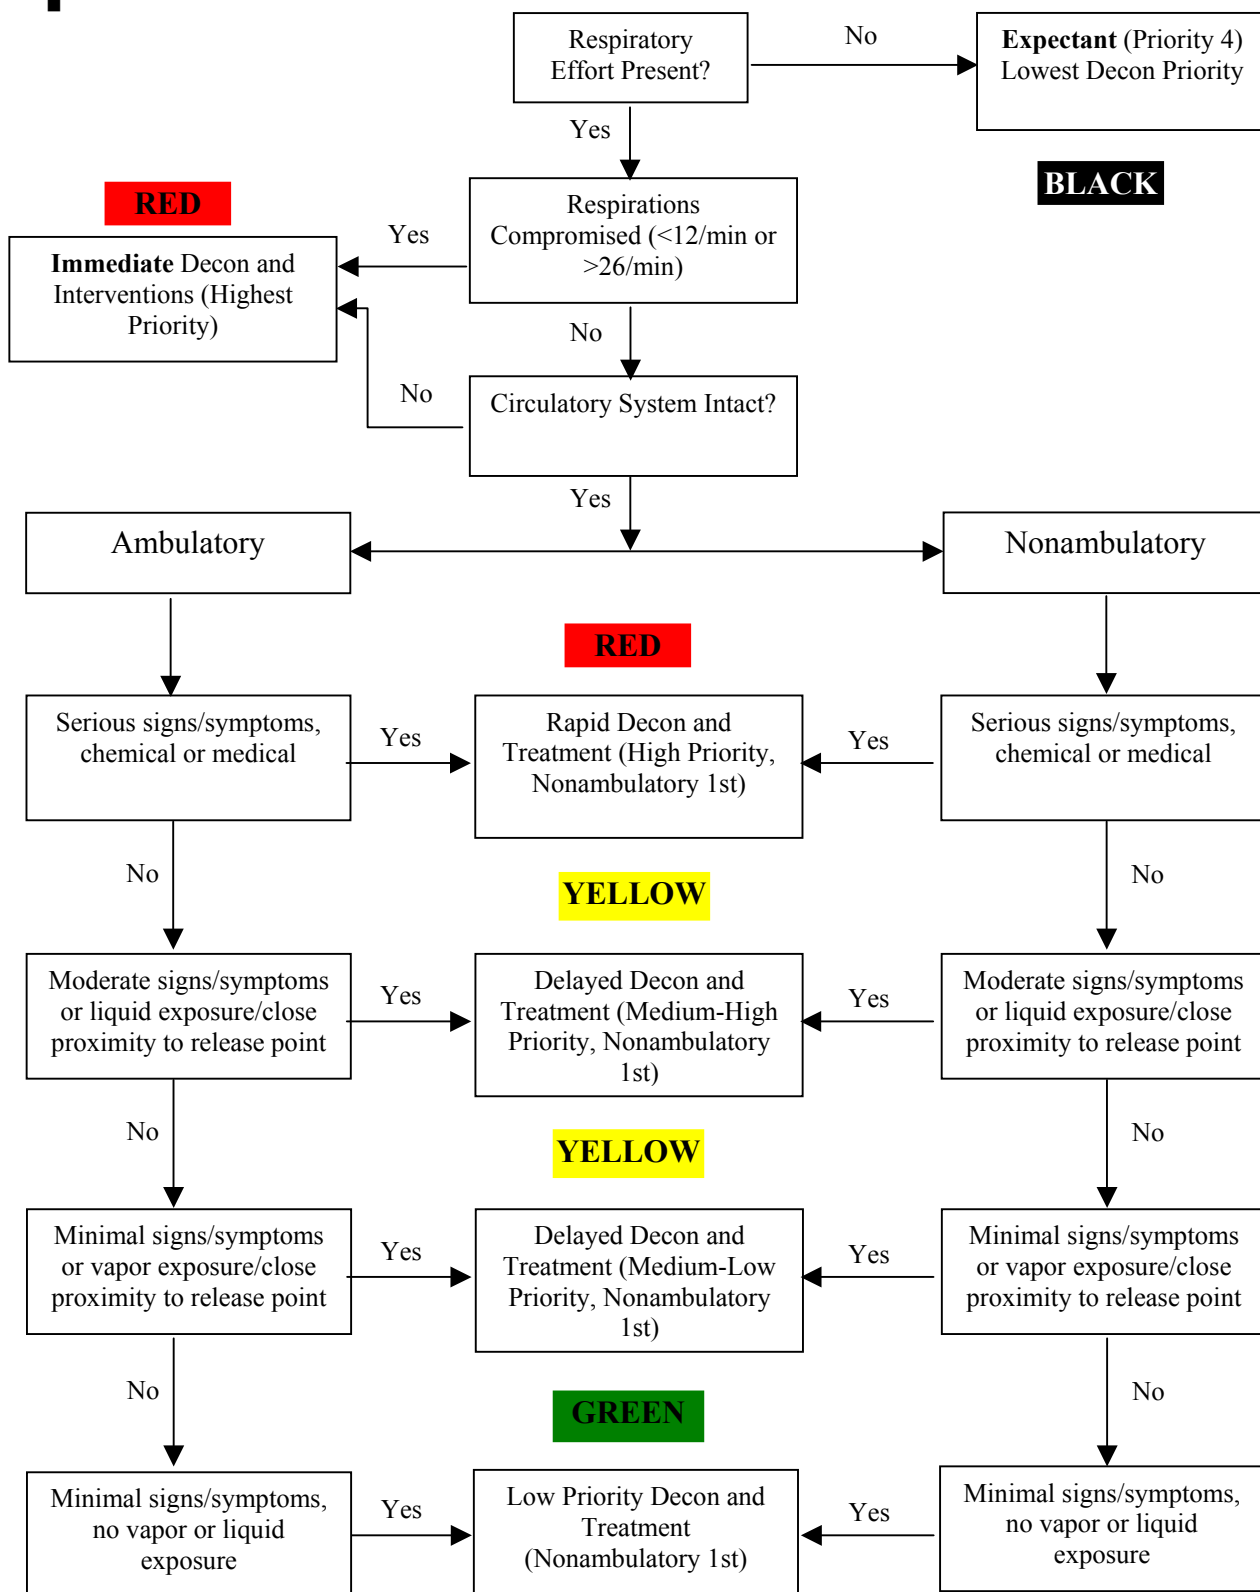 Respiratory
Effort Present?
No
Expectant (Priority 4)
Lowest Decon Priority
Yes
BLACK
RED
Respirations
Compromised (<12/min or
>26/min)
Yes
Immediate Decon and
Interventions (Highest
Priority)
No
No
Circulatory System Intact?
Yes
Ambulatory
Nonambulatory
RED
Serious signs/symptoms,
chemical or medical
Yes
Rapid Decon and
Treatment (High Priority,
Nonambulatory 1st)
Yes
Serious signs/symptoms,
chemical or medical
No
No
YELLOW
Moderate signs/symptoms
or liquid exposure/close
proximity to release point
Yes
Delayed Decon and
Treatment (Medium-High
Priority, Nonambulatory
1st)
Yes
Moderate signs/symptoms
or liquid exposure/close
proximity to release point
No
No
YELLOW
Minimal signs/symptoms
or vapor exposure/close
proximity to release point
Yes
Delayed Decon and
Treatment (Medium-Low
Priority, Nonambulatory
1st)
Yes
Minimal signs/symptoms
or vapor exposure/close
proximity to release point
No
No
GREEN
Minimal signs/symptoms,
no vapor or liquid
exposure
Yes
Low Priority Decon and
Treatment
(Nonambulatory 1st)
Yes
Minimal signs/symptoms,
no vapor or liquid
exposure